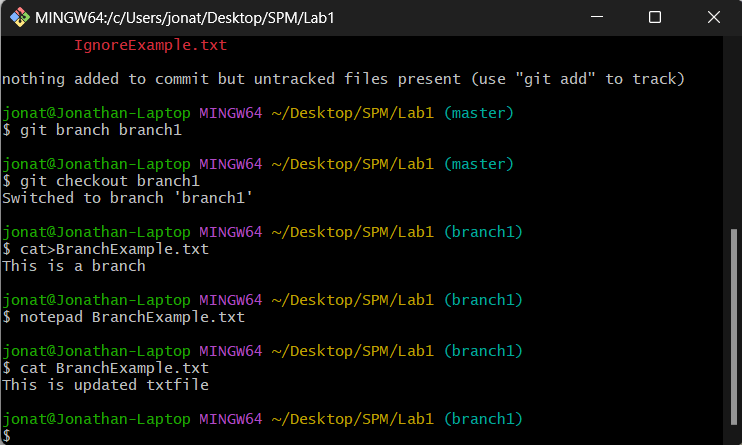 MINGW64:/c/Users/jonat/Desktop/SPM/Lab1
IgnoreExample.txt
nothing added to commit but untracked files present (use "git add" to track)
jonat@Jonathan-Laptop MINGW64 ~/Desktop/SPM/Lab1 (master)
$ git branch branch1
jonat@Jonathan-Laptop MINGW64 ~/Desktop/SPM/Lab1 (master)
$ git checkout branch1
Switched to branch 'branch1'
jonat@Jonathan-Laptop MINGW64 ~/Desktop/SPM/Lab1 (branch1)
$ cat>BranchExample.txt
This is a branch
jonat@Jonathan-Laptop MINGW64 ~/Desktop/SPM/Lab1 (branch1)
$ notepad BranchExample.txt
jonat@Jonathan-Laptop MINGW64 ~/Desktop/SPM/Lab1 (branch1)
$ cat BranchExample.txt
This is updated txtfile
jonat@Jonathan-Laptop MINGW64 ~/Desktop/SPM/Lab1 (branch1)
$